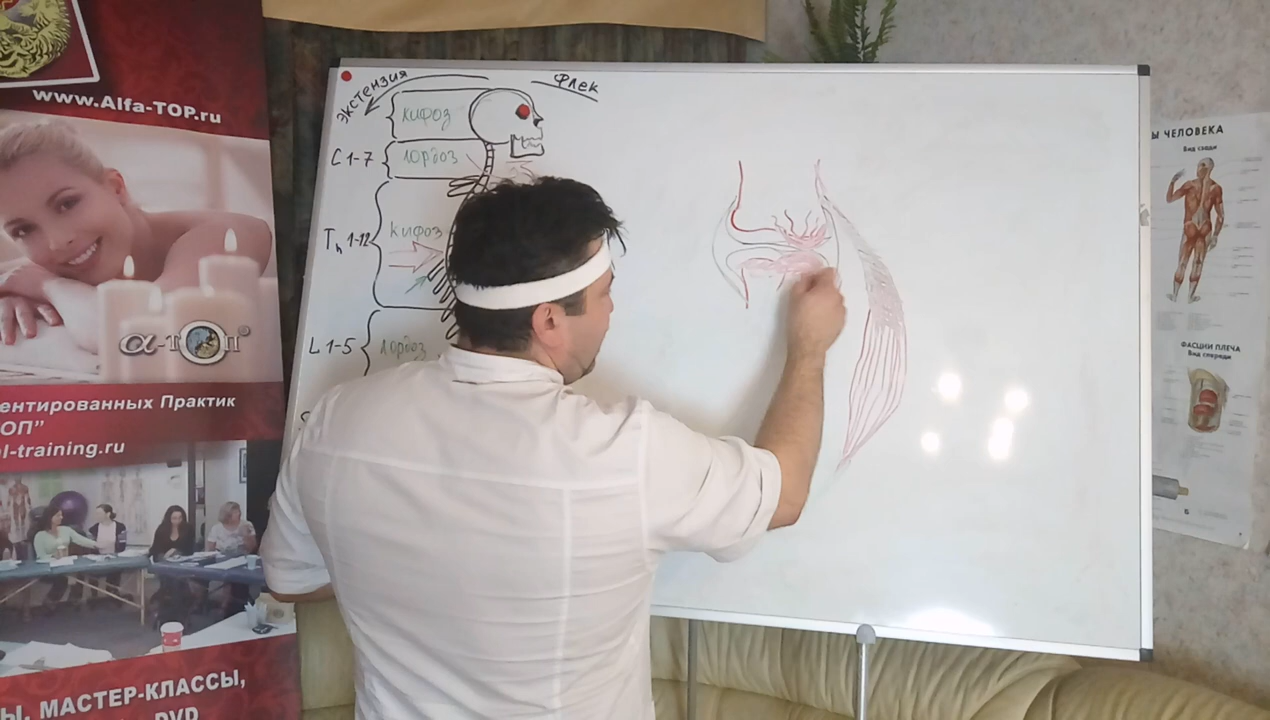 www.Alfa-TOP.ru
α-топ®
ентированных Практик
ОП"
l-training.ru
Ы, МАСТЕР-КЛАССЫ,
DVD
экстензия
Флек
кифоз
C 1-7
лордоз
Th 1-12
кифоз
L 1-5
лордоз
Ы ЧЕЛОВЕКА
Вид сзади
ФАСЦИИ ПЛЕЧА
Вид спереди
Б